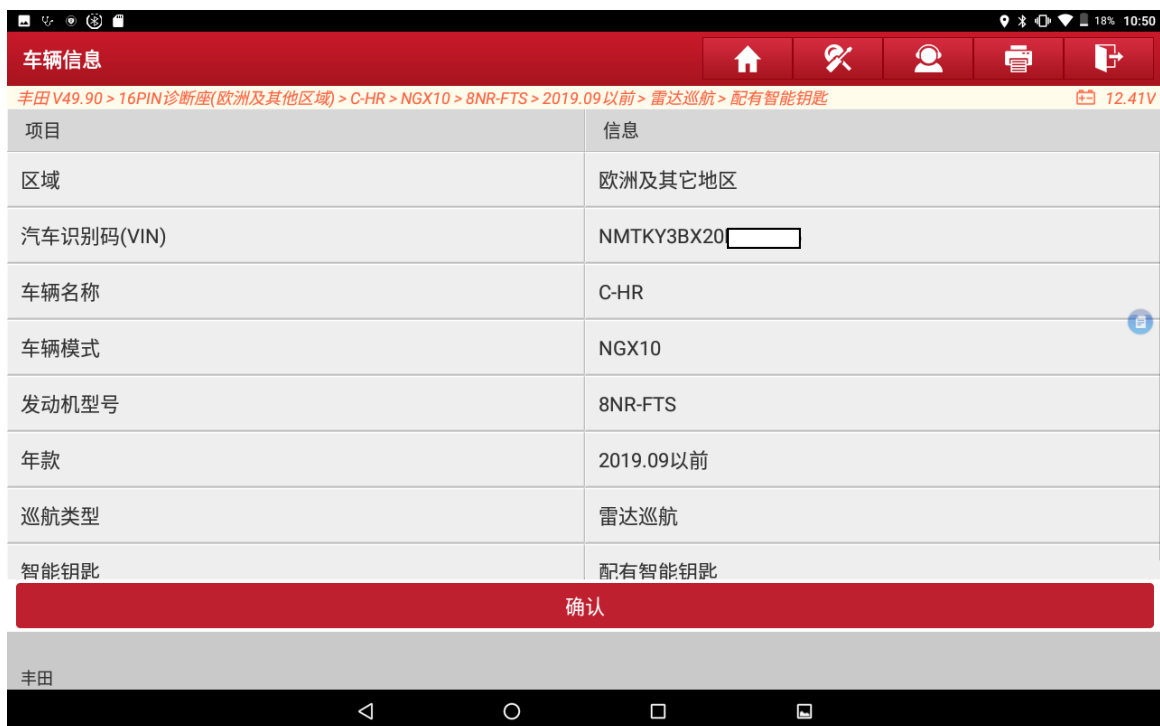 18% 10:50
车辆信息
丰田 V49.90 > 16PIN诊断座(欧洲及其他区域) > C-HR > NGX10 > 8NR-FTS > 2019.09以前 > 雷达巡航 > 配有智能钥匙 12.41V
项目 信息
区域 欧洲及其它地区
汽车识别码(VIN) NMTKY3BX20
车辆名称 C-HR
车辆模式 NGX10
发动机型号 8NR-FTS
年款 2019.09以前
巡航类型 雷达巡航
智能钥匙 配有智能钥匙
确认
丰田